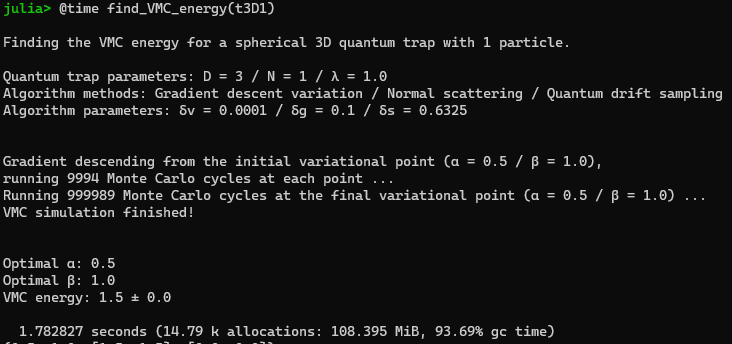 julia> @time find_VMC_energy(t3D1)
Finding the VMC energy for a spherical 3D quantum trap with 1 particle.
Quantum trap parameters: D = 3 / N = 1 / λ = 1.0
Algorithm methods: Gradient descent variation / Normal scattering / Quantum drift sampling
Algorithm parameters: δv = 0.0001 / δg = 0.1 / δs = 0.6325
Gradient descending from the initial variational point (α = 0.5 / β = 1.0),
running 9994 Monte Carlo cycles at each point ...
Running 999989 Monte Carlo cycles at the final variational point (α = 0.5 / β = 1.0) ...
VMC simulation finished!
Optimal α: 0.5
Optimal β: 1.0
VMC energy: 1.5 ± 0.0
1.782827 seconds (14.79 k allocations: 108.395 MiB, 93.69% gc time)